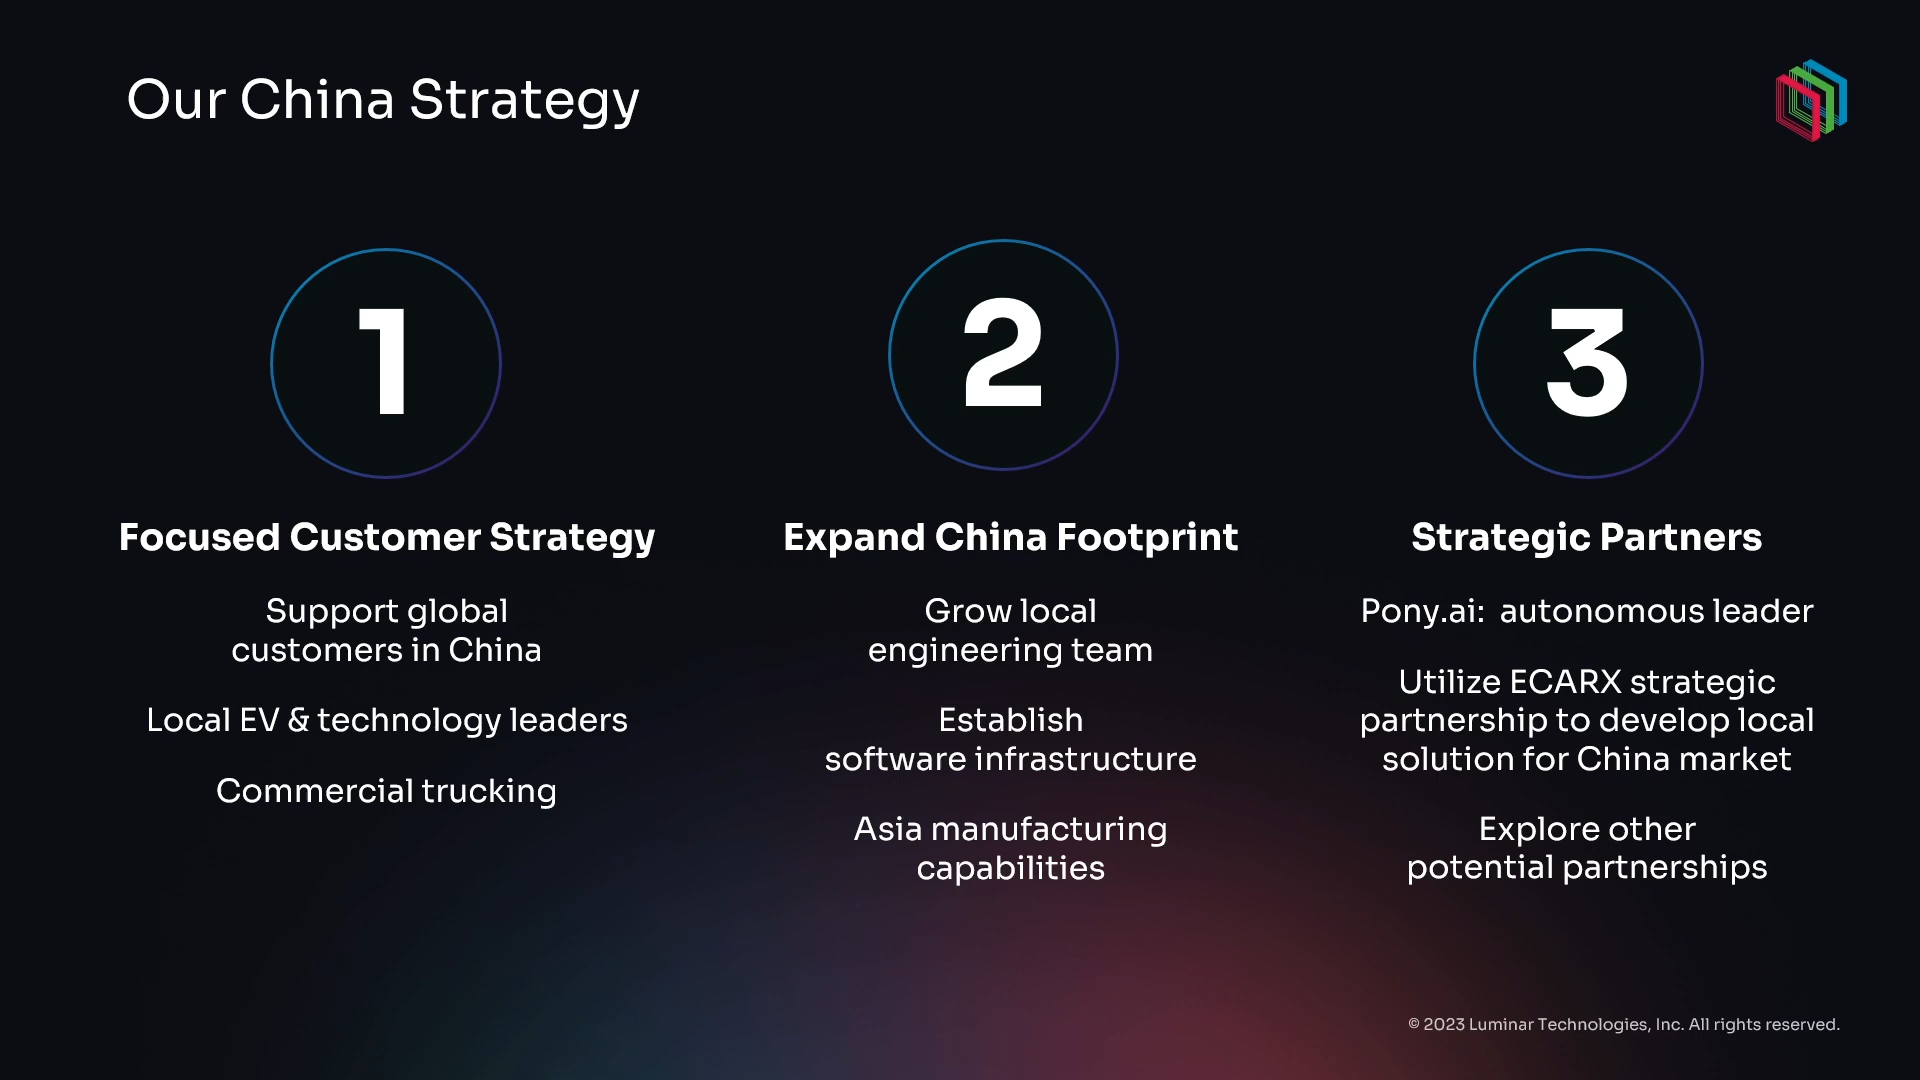 Our China Strategy
1
Focused Customer Strategy
Support global
customers in China
Local EV & technology leaders
Commercial trucking
2
Expand China Footprint
Grow local
engineering team
Establish
software infrastructure
Asia manufacturing
capabilities
3
Strategic Partners
Pony.ai:  autonomous leader
Utilize ECARX strategic
partnership to develop local
solution for China market
Explore other
potential partnerships
© 2023 Luminar Technologies, Inc. All rights reserved.